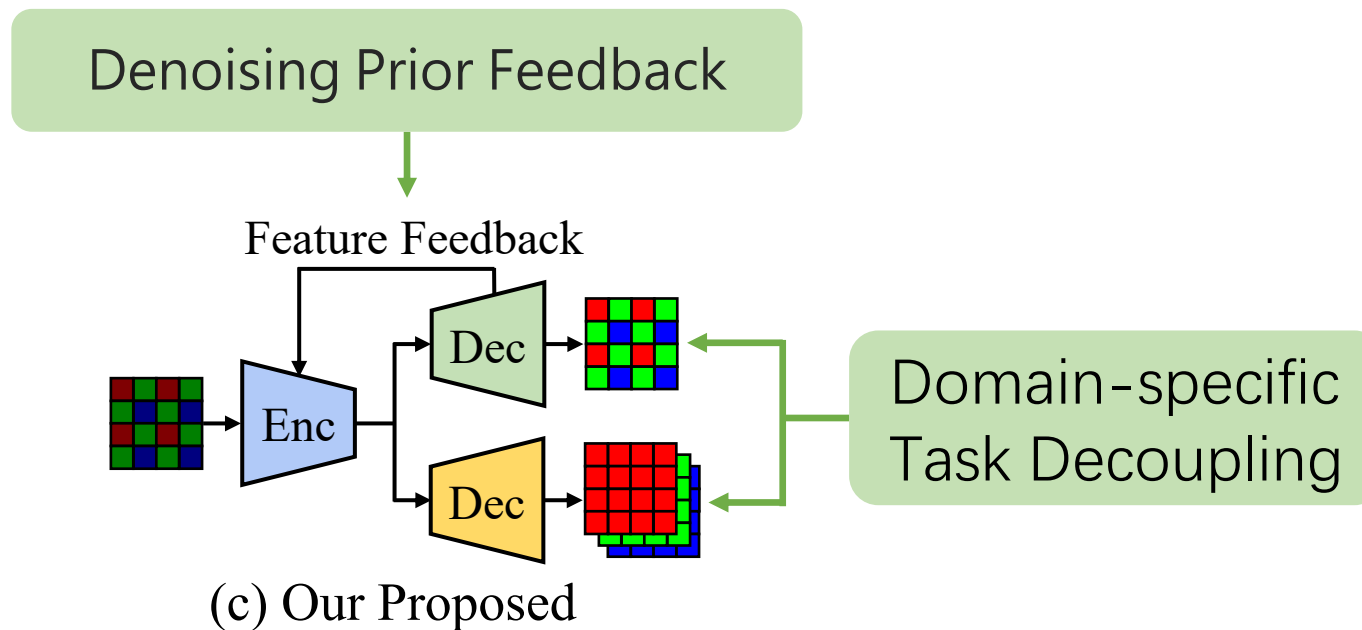 Denoising Prior Feedback
Feature Feedback
Dec
Enc
Dec
Domain-specific
Task Decoupling
(c) Our Proposed